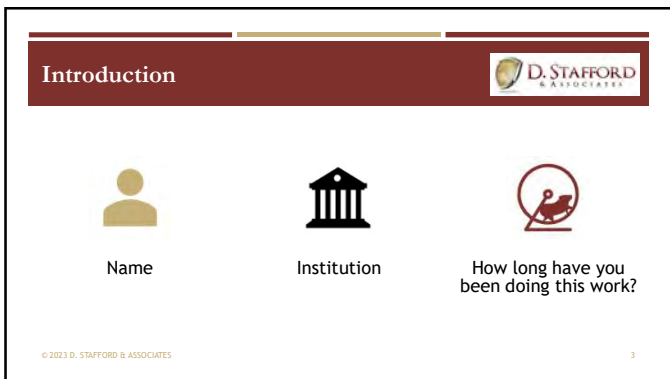 Introduction
D. STAFFORD
& ASSOCIATES
Name
Institution
How long have you
been doing this work?
© 2023 D. STAFFORD & ASSOCIATES
3